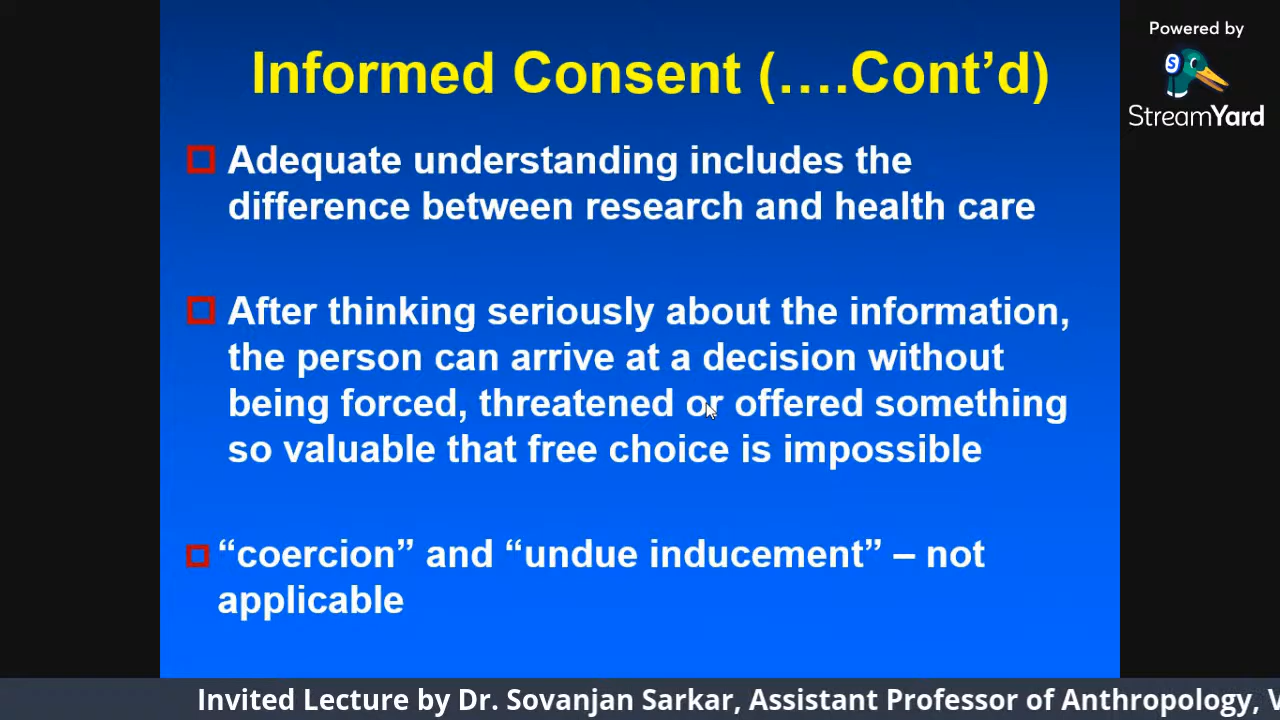 Informed Consent (….Cont’d)
Adequate understanding includes the
difference between research and health care
After thinking seriously about the information,
the person can arrive at a decision without
being forced, threatened or offered something
so valuable that free choice is impossible
“coercion” and “undue inducement” – not
applicable
Powered by
S
StreamYard
Invited Lecture by Dr. Sovanjan Sarkar, Assistant Professor of Anthropology, V